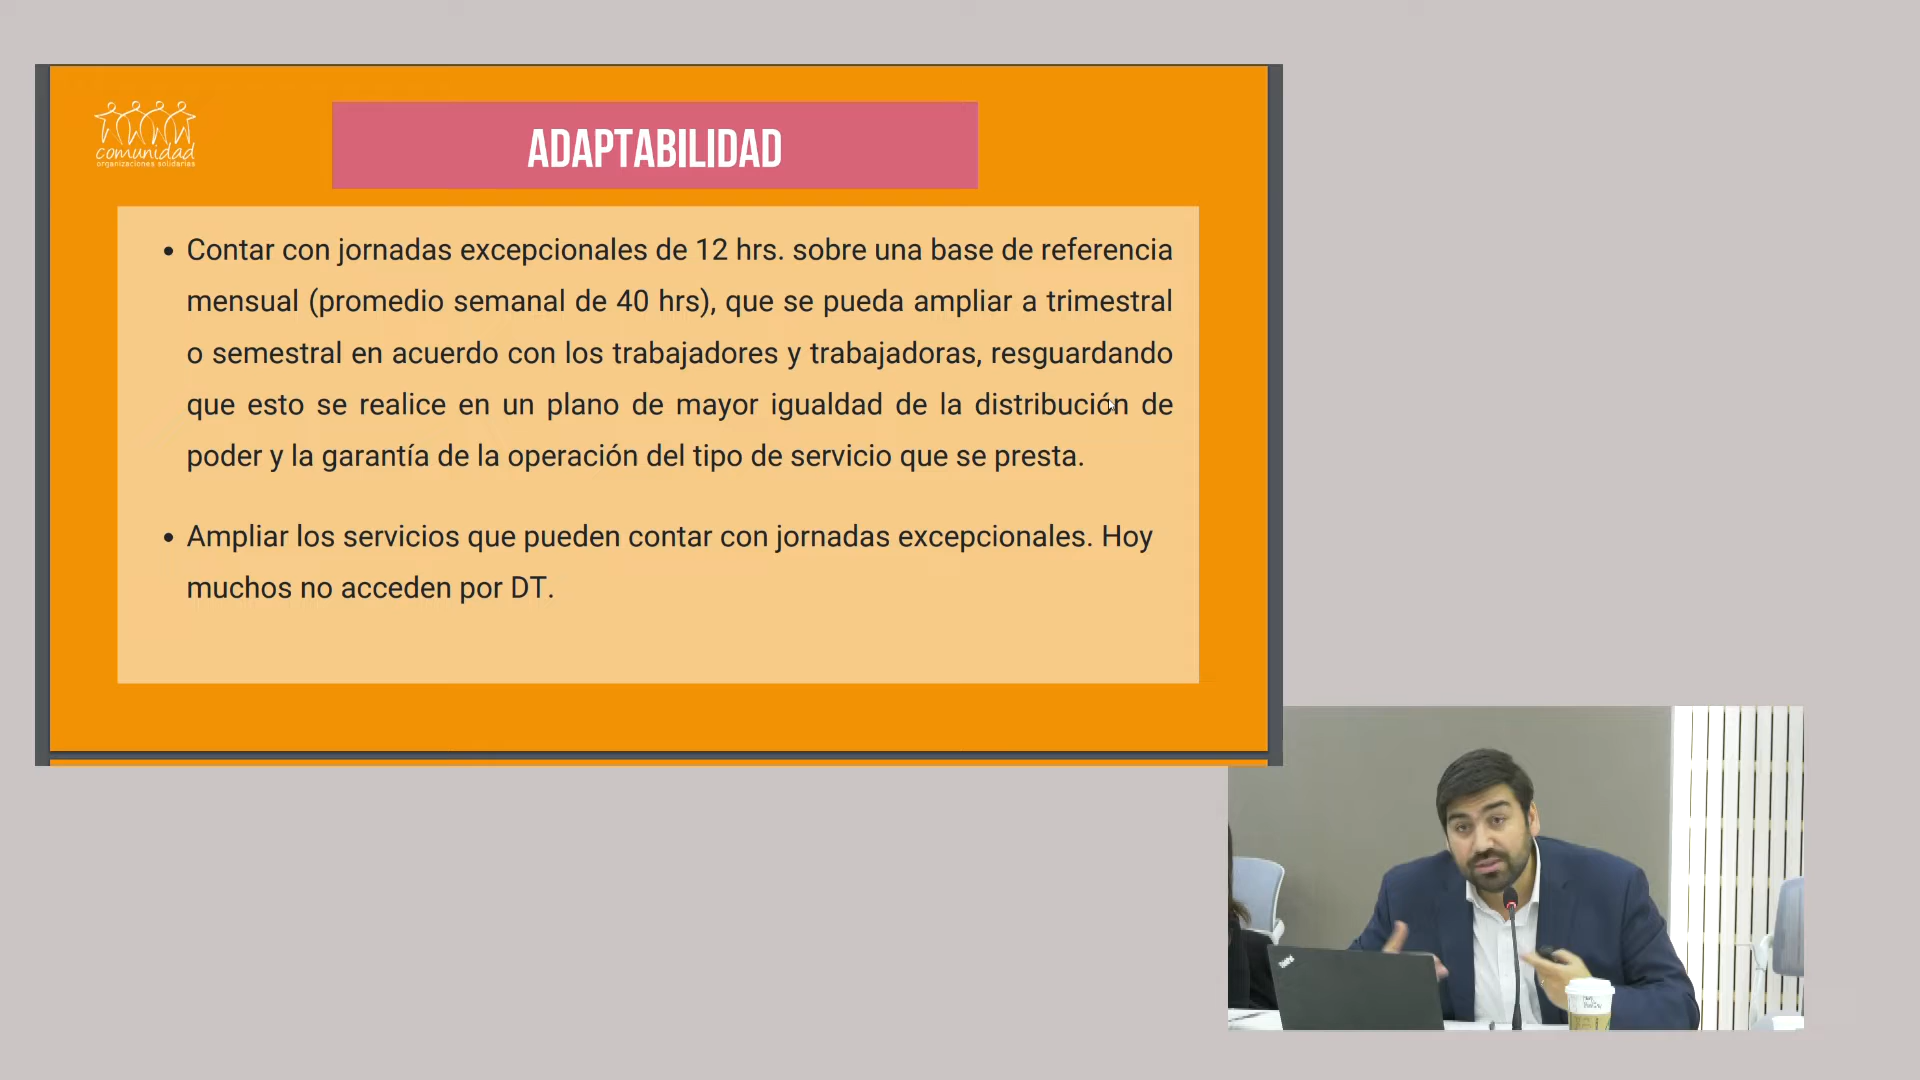 comunidad
organizaciones solidarias
ADAPTABILIDAD
• Contar con jornadas excepcionales de 12 hrs. sobre una base de referencia
mensual (promedio semanal de 40 hrs), que se pueda ampliar a trimestral
o semestral en acuerdo con los trabajadores y trabajadoras, resguardando
que esto se realice en un plano de mayor igualdad de la distribución de
poder y la garantía de la operación del tipo de servicio que se presta.
• Ampliar los servicios que pueden contar con jornadas excepcionales. Hoy
muchos no acceden por DT.